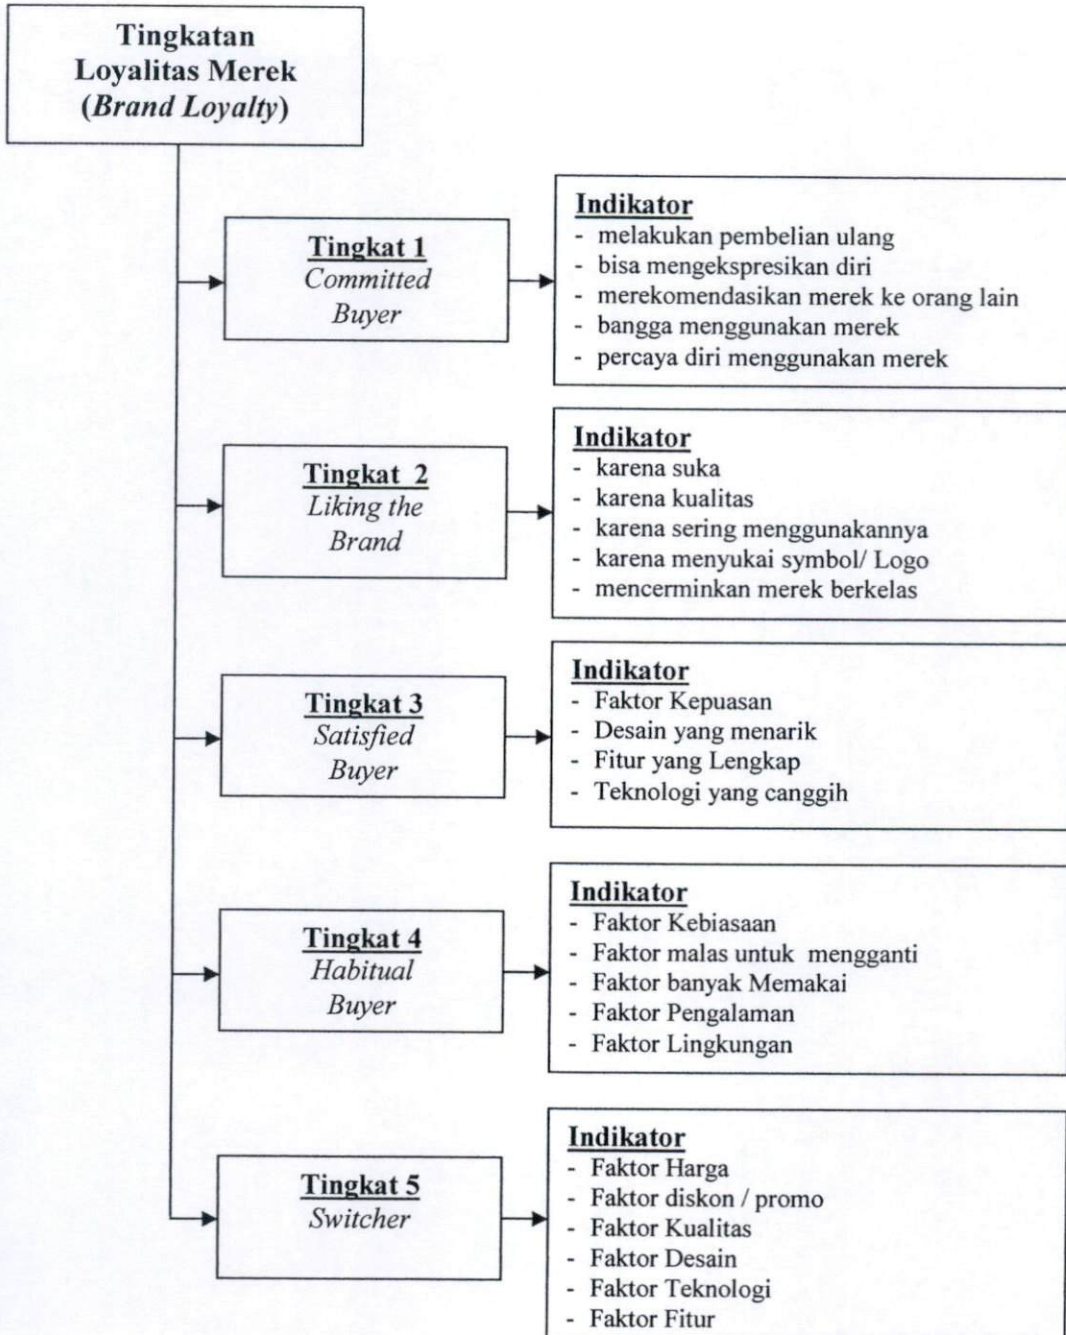 Tingkatan
Loyalitas Merek
(Brand Loyalty)
Tingkat 1
Committed
Buyer
Indikator
- melakukan pembelian ulang
- bisa mengekspresikan diri
- merekomendasikan merek ke orang lain
- bangga menggunakan merek
- percaya diri menggunakan merek
Tingkat 2
Liking the
Brand
Indikator
- karena suka
- karena kualitas
- karena sering menggunakannya
- karena menyukai symbol/ Logo
- mencerminkan merek berkelas
Tingkat 3
Satisfied
Buyer
Indikator
- Faktor Kepuasan
- Desain yang menarik
- Fitur yang Lengkap
- Teknologi yang canggih
Tingkat 4
Habitual
Buyer
Indikator
- Faktor Kebiasaan
- Faktor malas untuk mengganti
- Faktor banyak Memakai
- Faktor Pengalaman
- Faktor Lingkungan
Tingkat 5
Switcher
Indikator
- Faktor Harga
- Faktor diskon / promo
- Faktor Kualitas
- Faktor Desain
- Faktor Teknologi
- Faktor Fitur